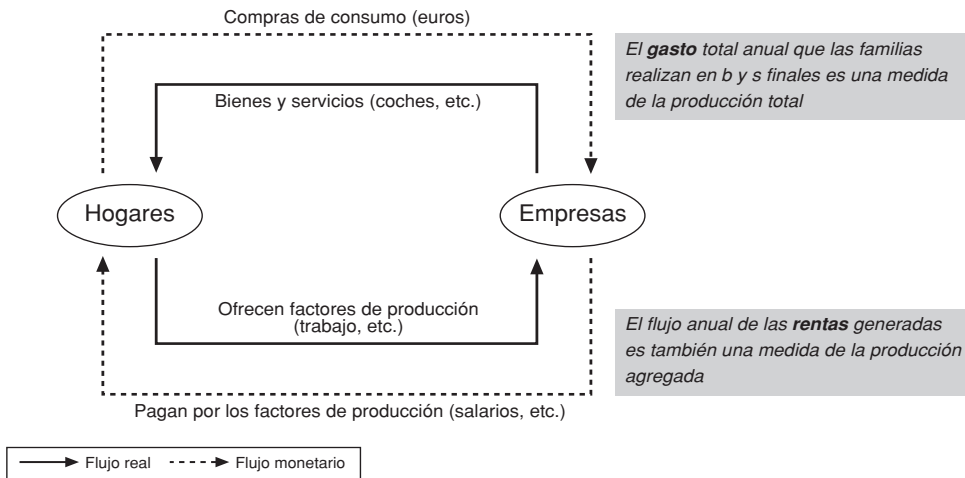 Compras de consumo (euros)
El gasto total anual que las familias
realizan en b y s finales es una medida
de la producción total
Bienes y servicios (coches, etc.)
Hogares
Empresas
Ofrecen factores de producción
(trabajo, etc.)
El flujo anual de las rentas generadas
es también una medida de la producción
agregada
Pagan por los factores de producción (salarios, etc.)
Flujo real
Flujo monetario